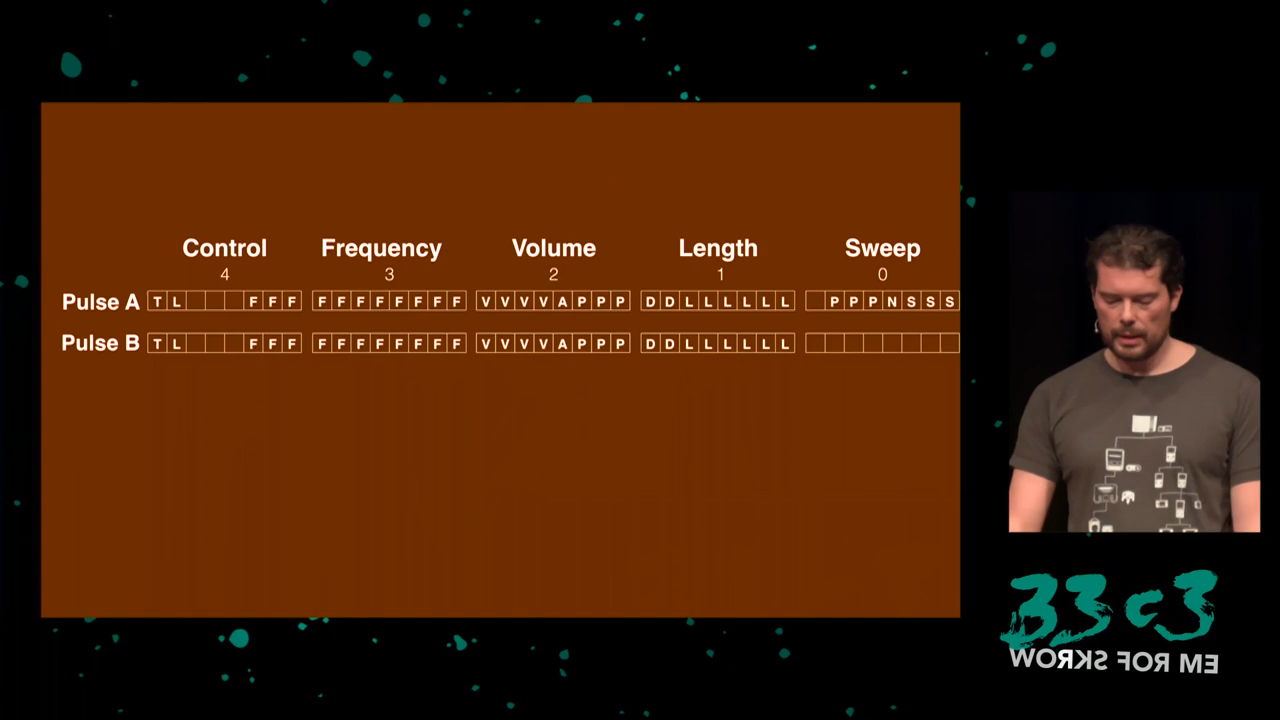 Control Frequency Volume Length Sweep
4 3 2 1 0
Pulse A T L F F F F F F F F F F F V V V V A P P P D D L L L L L L P P P N S S S
Pulse B T L F F F F F F F F F F F V V V V A P P P D D L L L L L L
33c3
WORKS FOR ME